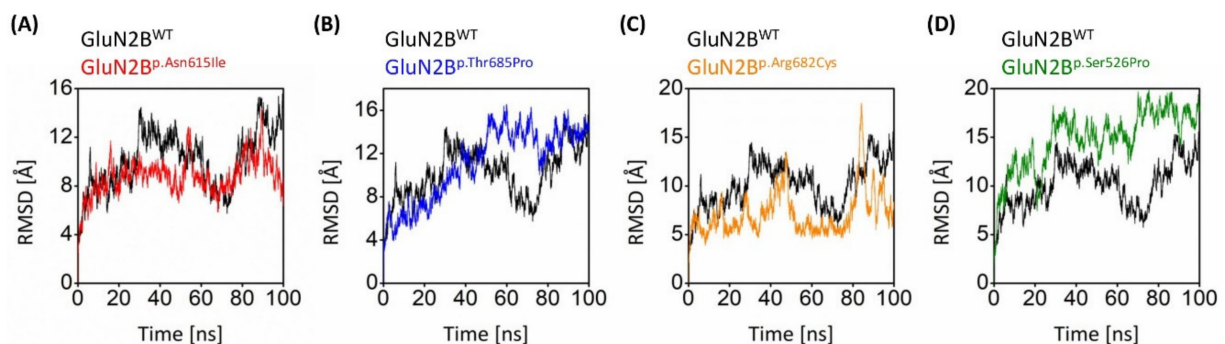 (A)
GluN2B^WT
GluN2B^p.Asn615Ile
RMSD [Å]
16
12
8
4
0
0 20 40 60 80 100
Time [ns]
(B)
GluN2B^WT
GluN2B^p.Thr685Pro
RMSD [Å]
16
12
8
4
0
0 20 40 60 80 100
Time [ns]
(C)
GluN2B^WT
GluN2B^p.Arg682Cys
RMSD [Å]
20
15
10
5
0
0 20 40 60 80 100
Time [ns]
(D)
GluN2B^WT
GluN2B^p.Ser526Pro
RMSD [Å]
20
15
10
5
0
0 20 40 60 80 100
Time [ns]